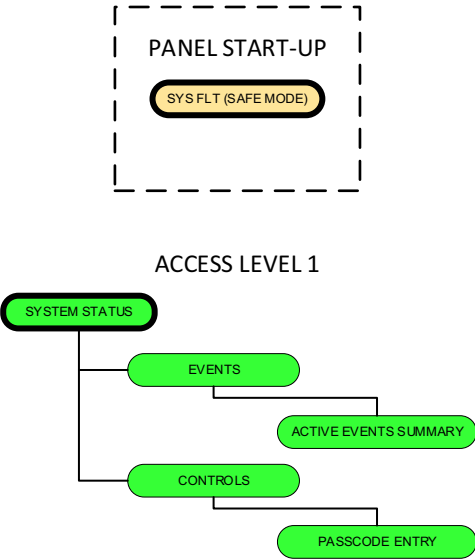 PANEL START-UP
SYS FLT (SAFE MODE)
ACCESS LEVEL 1
SYSTEM STATUS
EVENTS
ACTIVE EVENTS SUMMARY
CONTROLS
PASSCODE ENTRY